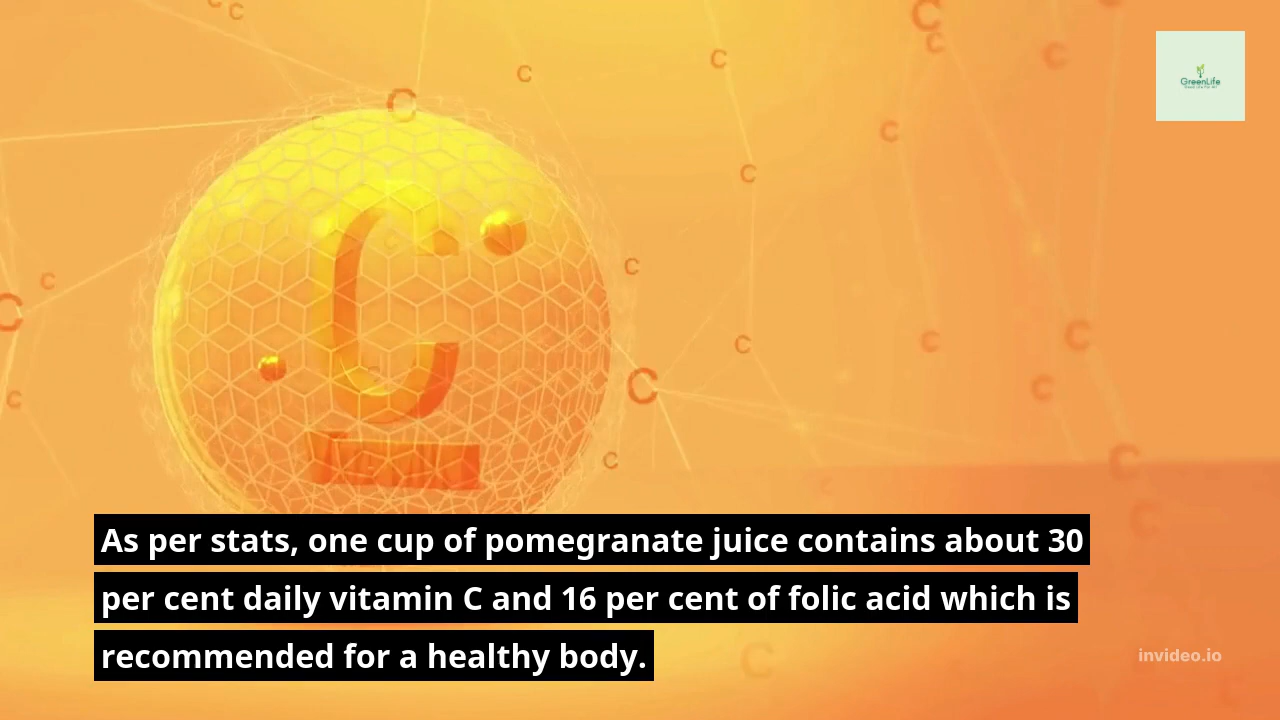 GreenLife
C
As per stats, one cup of pomegranate juice contains about 30
per cent daily vitamin C and 16 per cent of folic acid which is
recommended for a healthy body.
invideo.io